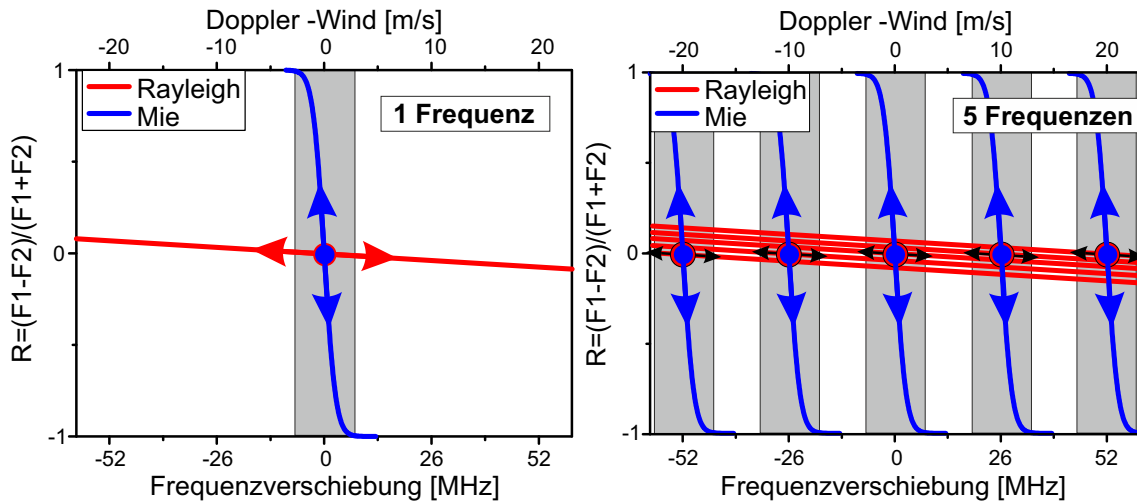 Doppler -Wind [m/s]
-20 -10 0 10 20
Rayleigh
Mie
1 Frequenz
R=(F1-F2)/(F1+F2)
1
0
-1
-52 -26 0 26 52
Frequenzverschiebung [MHz]
Doppler -Wind [m/s]
-20 -10 0 10 20
Rayleigh
Mie
5 Frequenzen
R=(F1-F2)/(F1+F2)
1
0
-1
-52 -26 0 26 52
Frequenzverschiebung [MHz]